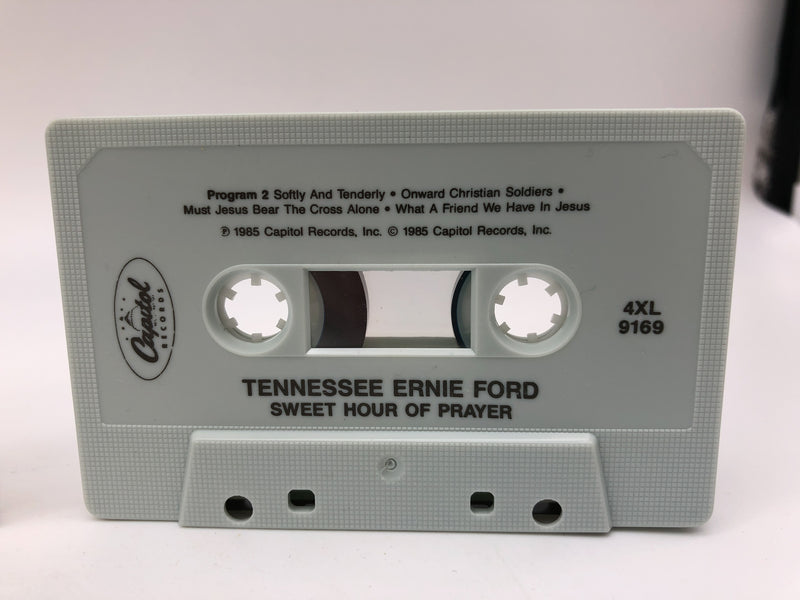 Program 2 Softly And Tenderly • Onward Christian Soldiers •
Must Jesus Bear The Cross Alone • What A Friend We Have In Jesus
℗ 1985 Capitol Records, Inc. © 1985 Capitol Records, Inc.
Capitol
RECORDS
4XL
9169
TENNESSEE ERNIE FORD
SWEET HOUR OF PRAYER